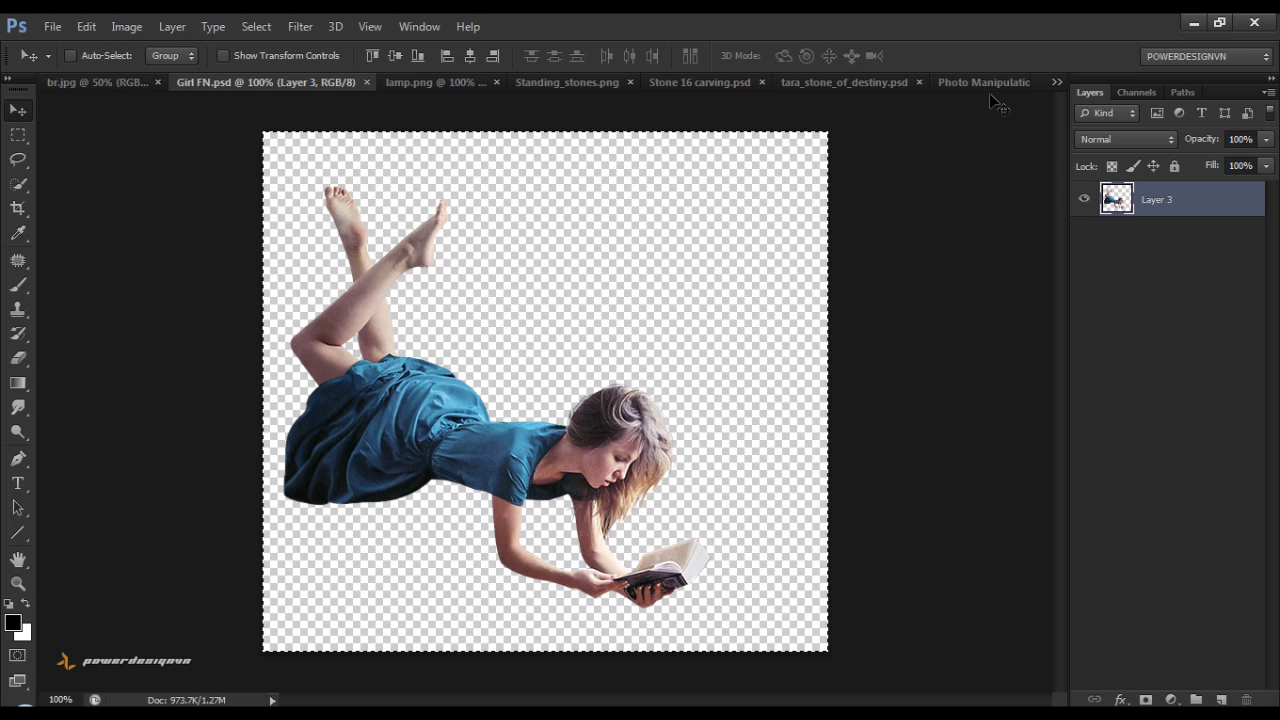 Ps File Edit Image Layer Type Select Filter 3D View Window Help
Auto-Select: Group Show Transform Controls 3D Mode: POWERDESIGNVN
br.jpg @ 50% (RGB... × Girl FN.psd @ 100% (Layer 3, RGB/8) × lamp.png @ 100% ... × Standing_stones.png × Stone 16 carving.psd × tara_stone_of_destiny.psd × Photo Manipulatic
Layers Channels Paths
Kind
Normal Opacity: 100%
Lock: Fill: 100%
Layer 3
powerdesignvn
100% Doc: 973.7K/1.27M